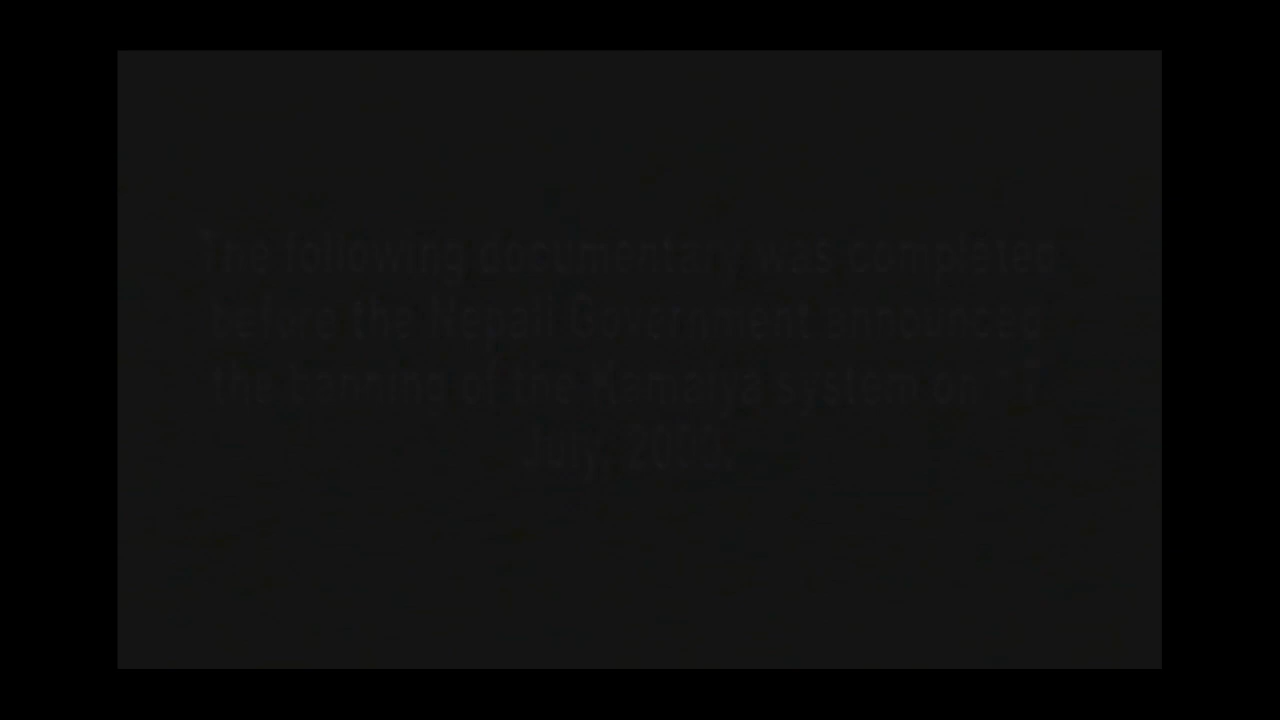 The following documentary was completed
before the Nepali Government announced
the banning of the Kamaiya system on 17
July, 2000.